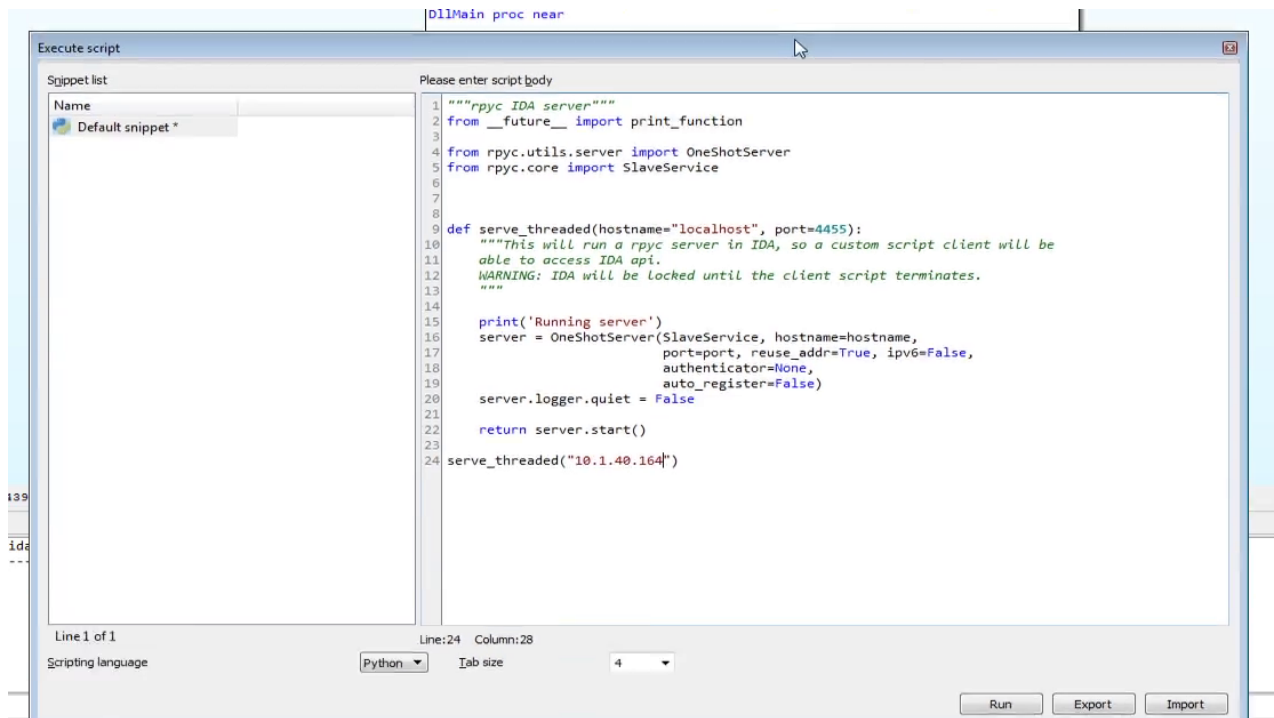 DllMain proc near
Execute script
Snippet list
Name
Default snippet *
Please enter script body
1 """rpyc IDA server"""
2 from __future__ import print_function
3
4 from rpyc.utils.server import OneShotServer
5 from rpyc.core import SlaveService
6
7
8
9 def serve_threaded(hostname="localhost", port=4455):
10     """This will run a rpyc server in IDA, so a custom script client will be
11     able to access IDA api.
12     WARNING: IDA will be locked until the client script terminates.
13     """
14
15     print('Running server')
16     server = OneShotServer(SlaveService, hostname=hostname,
17                            port=port, reuse_addr=True, ipv6=False,
18                            authenticator=None,
19                            auto_register=False)
20     server.logger.quiet = False
21
22     return server.start()
23
24 serve_threaded("10.1.40.164")
439
ida
---
Line 1 of 1
Line:24 Column:28
Scripting language
Python
Tab size
4
Run
Export
Import